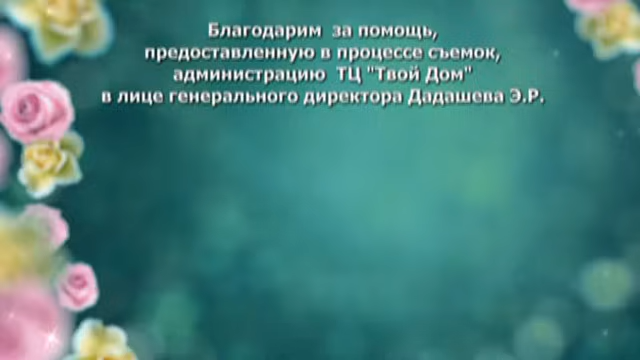 Благодарим за помощь,
предоставленную в процессе съемок,
администрацию ТЦ "Твой Дом"
в лице генерального директора Дадашева Э.Р.